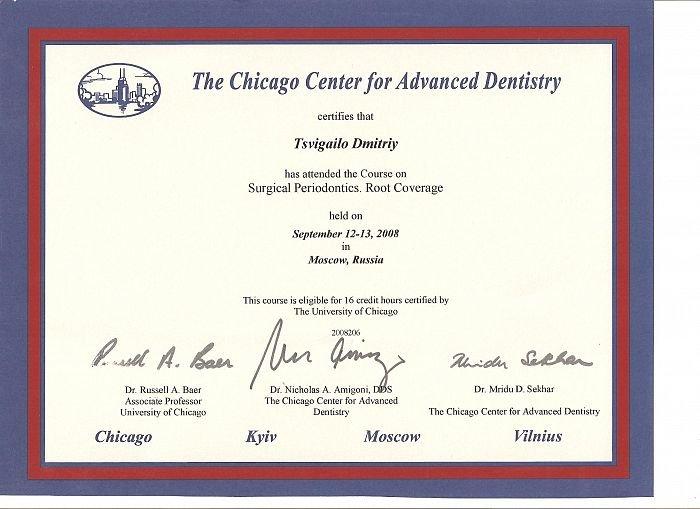 The Chicago Center for Advanced Dentistry
certifies that
Tsvigailo Dmitriy
has attended the Course on
Surgical Periodontics. Root Coverage
held on
September 12-13, 2008
in
Moscow, Russia
This course is eligible for 16 credit hours certified by
The University of Chicago
2008206
Russell A. Baer
Mridu Sekhar
Dr. Russell A. Baer
Associate Professor
University of Chicago
Dr. Nicholas A. Amigoni, DDS
The Chicago Center for Advanced
Dentistry
Dr. Mridu D. Sekhar
The Chicago Center for Advanced Dentistry
Chicago Kyiv Moscow Vilnius